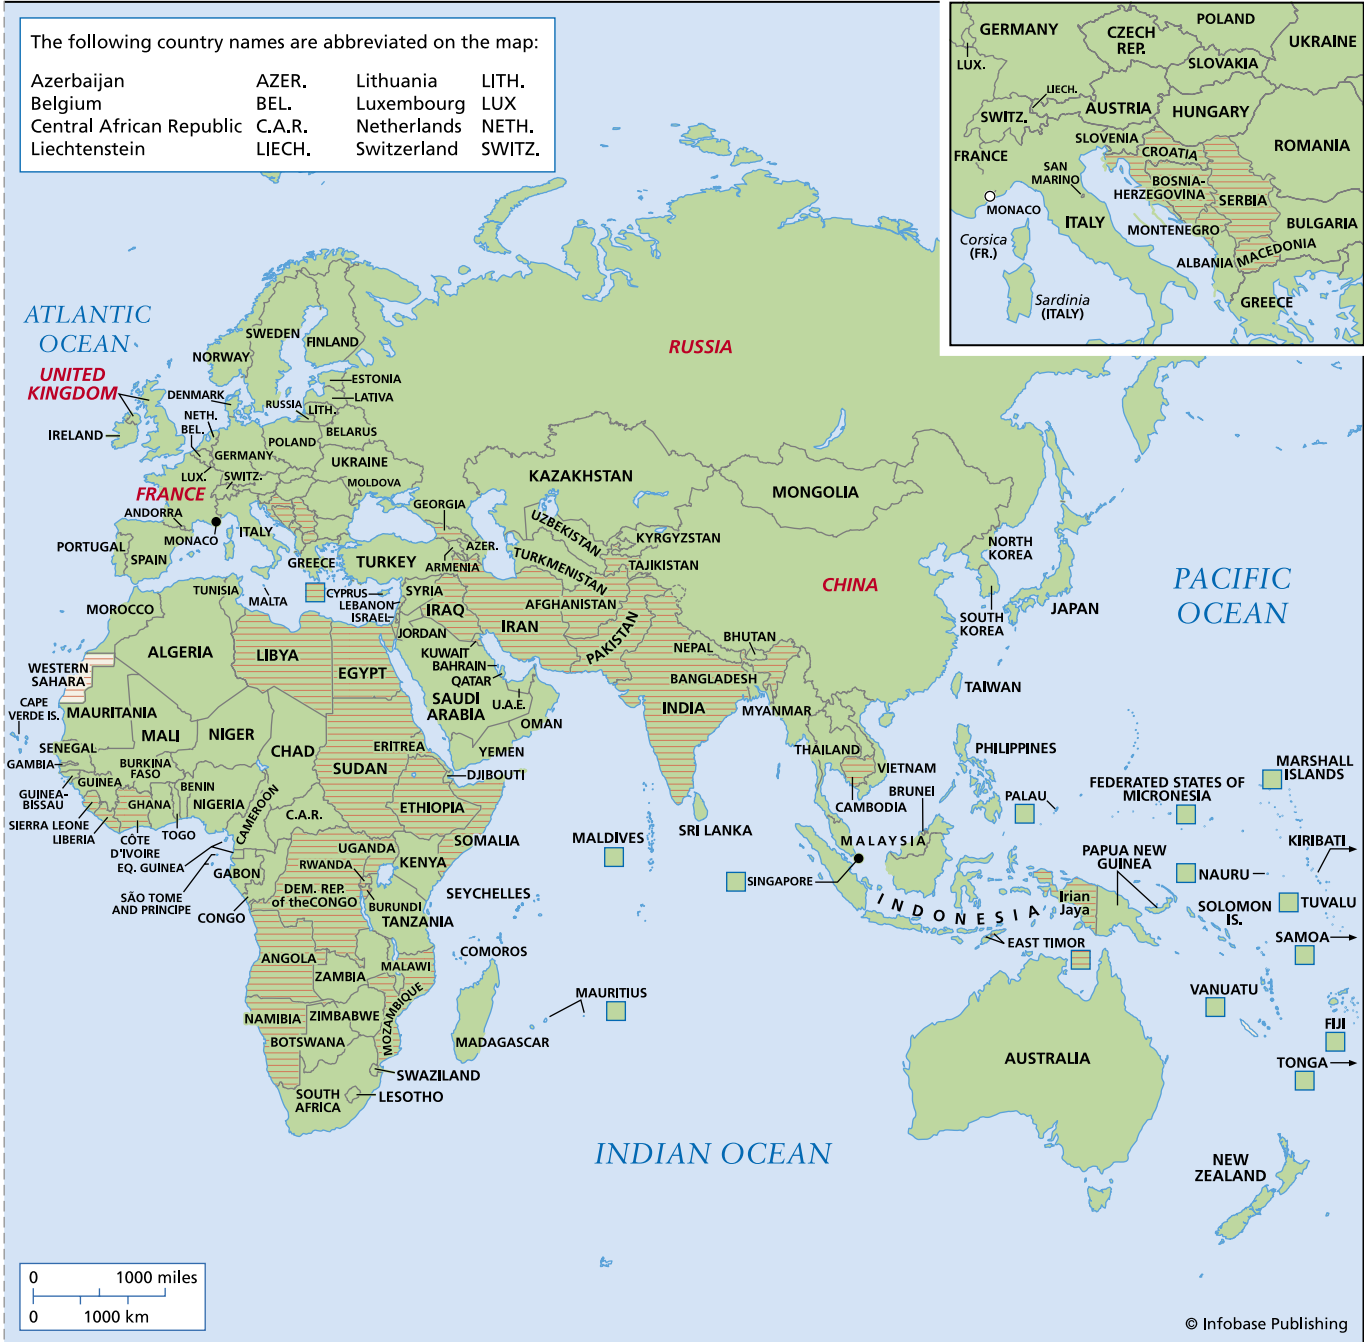 The following country names are abbreviated on the map:
Azerbaijan AZER. Lithuania LITH.
Belgium BEL. Luxembourg LUX
Central African Republic C.A.R. Netherlands NETH.
Liechtenstein LIECH. Switzerland SWITZ.
GERMANY
POLAND
CZECH
REP.
UKRAINE
LUX.
SLOVAKIA
LIECH.
SWITZ.
AUSTRIA
HUNGARY
SLOVENIA
CROATIA
ROMANIA
FRANCE
SAN
MARINO
BOSNIA-
HERZEGOVINA
SERBIA
MONACO
ITALY
MONTENEGRO
BULGARIA
Corsica
(FR.)
ALBANIA
MACEDONIA
Sardinia
(ITALY)
GREECE
ATLANTIC
OCEAN
SWEDEN
FINLAND
NORWAY
RUSSIA
UNITED
KINGDOM
ESTONIA
DENMARK
LATIVA
RUSSIA
LITH.
NETH.
BEL.
IRELAND
BELARUS
POLAND
GERMANY
UKRAINE
LUX.
SWITZ.
MOLDOVA
KAZAKHSTAN
MONGOLIA
FRANCE
ANDORRA
GEORGIA
MONACO
ITALY
UZBEKISTAN
KYRGYZSTAN
PORTUGAL
SPAIN
GREECE
TURKEY
AZER.
ARMENIA
TURKMENISTAN
TAJIKISTAN
NORTH
KOREA
CHINA
PACIFIC
OCEAN
TUNISIA
MALTA
CYPRUS
LEBANON
ISRAEL
SYRIA
IRAQ
IRAN
AFGHANISTAN
SOUTH
KOREA
JAPAN
MOROCCO
JORDAN
PAKISTAN
ALGERIA
LIBYA
EGYPT
KUWAIT
BAHRAIN
QATAR
NEPAL
BHUTAN
WESTERN
SAHARA
SAUDI
ARABIA
U.A.E.
OMAN
BANGLADESH
INDIA
MYANMAR
TAIWAN
CAPE
VERDE IS.
MAURITANIA
MALI
NIGER
CHAD
SUDAN
ERITREA
YEMEN
DJIBOUTI
THAILAND
VIETNAM
CAMBODIA
PHILIPPINES
SENEGAL
GAMBIA
GUINEA
GUINEA-
BISSAU
BURKINA
FASO
BENIN
GHANA
NIGERIA
SIERRA LEONE
LIBERIA
CÔTE
D'IVOIRE
TOGO
EQ. GUINEA
CAMEROON
C.A.R.
ETHIOPIA
SOMALIA
MALDIVES
SRI LANKA
BRUNEI
MALAYSIA
SINGAPORE
PALAU
FEDERATED STATES OF
MICRONESIA
MARSHALL
ISLANDS
KIRIBATI
UGANDA
KENYA
RWANDA
GABON
DEM. REP.
of theCONGO
BURUNDI
TANZANIA
SEYCHELLES
SÃO TOME
AND PRINCIPE
CONGO
INDONESIA
Irian
Jaya
PAPUA NEW
GUINEA
NAURU
SOLOMON
IS.
TUVALU
EAST TIMOR
SAMOA
COMOROS
ANGOLA
ZAMBIA
MALAWI
MAURITIUS
VANUATU
NAMIBIA
ZIMBABWE
MOZAMBIQUE
BOTSWANA
MADAGASCAR
FIJI
AUSTRALIA
TONGA
SWAZILAND
SOUTH
AFRICA
LESOTHO
INDIAN OCEAN
NEW
ZEALAND
0 1000 miles
0 1000 km
© Infobase Publishing